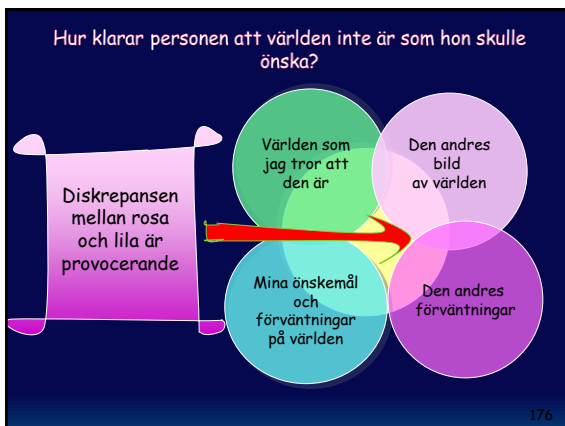 Hur klarar personen att världen inte är som hon skulle
önska?
Världen som
jag tror att
den är
Den andres
bild
av världen
Diskrepansen
mellan rosa
och lila är
provocerande
Mina önskemål
och
förväntningar
på världen
Den andres
förväntningar
176